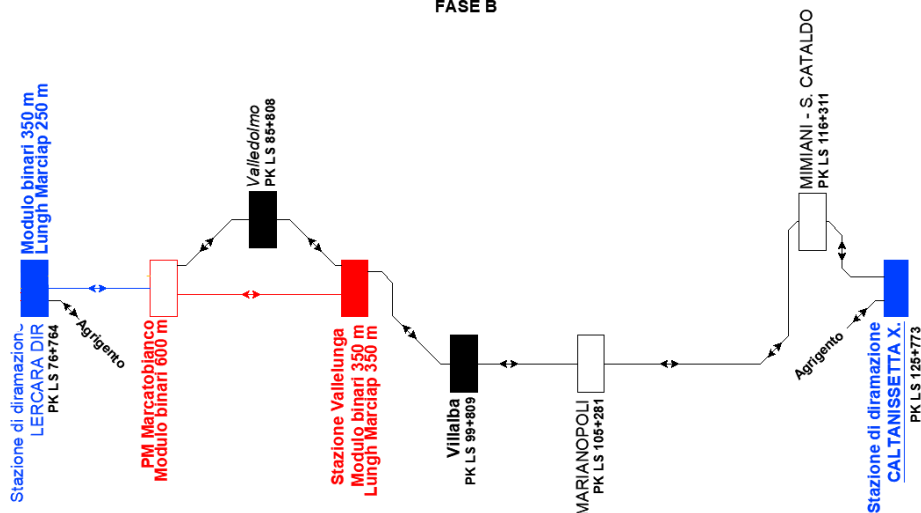 FASE B
Modulo binari 350 m
Lungh Marciap 250 m
Stazione di diramazione
LERCARA DIR
PK LS 76+764
Agrigento
PM Marcatobianco
Modulo binari 600 m
Valledolmo
PK LS 85+808
Stazione Vallelunga
Modulo binari 350 m
Lungh Marciap 350 m
Villalba
PK LS 99+809
MARIANOPOLI
PK LS 105+281
MIMIANI - S. CATALDO
PK LS 116+311
Agrigento
Stazione di diramazione
CALTANISSETTA X.
PK LS 125+773